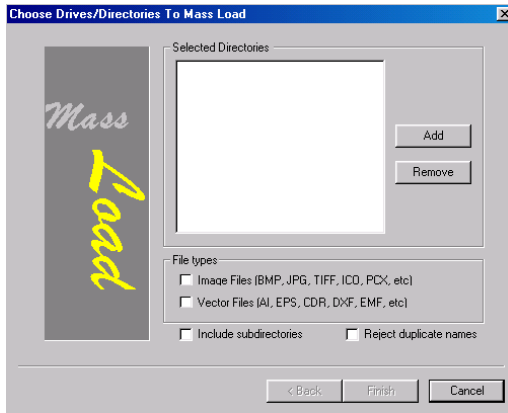 Choose Drives/Directories To Mass Load
Selected Directories
Mass
Load
Add
Remove
File types
Image Files (BMP, JPG, TIFF, ICO, PCX, etc)
Vector Files (AI, EPS, CDR, DXF, EMF, etc)
Include subdirectories
Reject duplicate names
< Back
Finish
Cancel